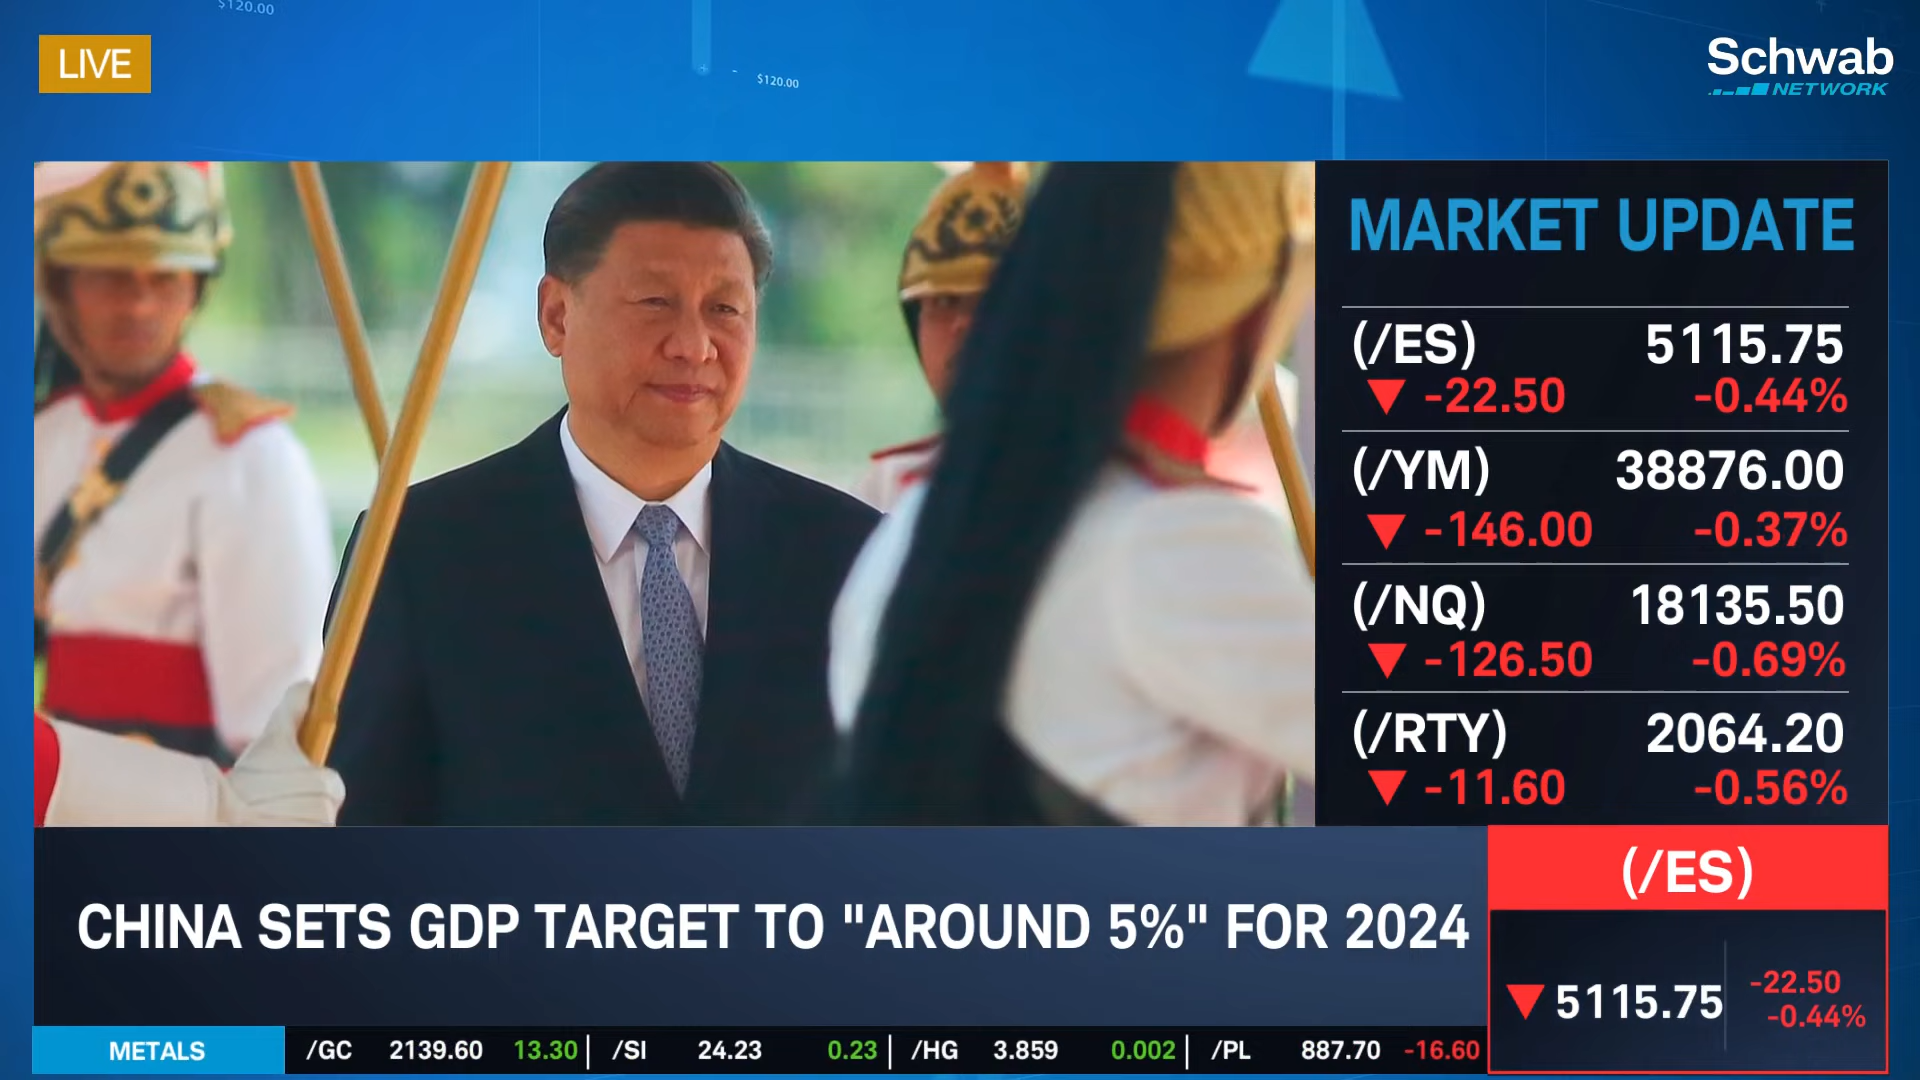 $120.00
LIVE
$120.00
Schwab
NETWORK
MARKET UPDATE
(/ES) 5115.75
▼ -22.50 -0.44%
(/YM) 38876.00
▼ -146.00 -0.37%
(/NQ) 18135.50
▼ -126.50 -0.69%
(/RTY) 2064.20
▼ -11.60 -0.56%
CHINA SETS GDP TARGET TO "AROUND 5%" FOR 2024
(/ES)
▼ 5115.75 -22.50
-0.44%
METALS /GC 2139.60 13.30 | /SI 24.23 0.23 | /HG 3.859 0.002 | /PL 887.70 -16.60